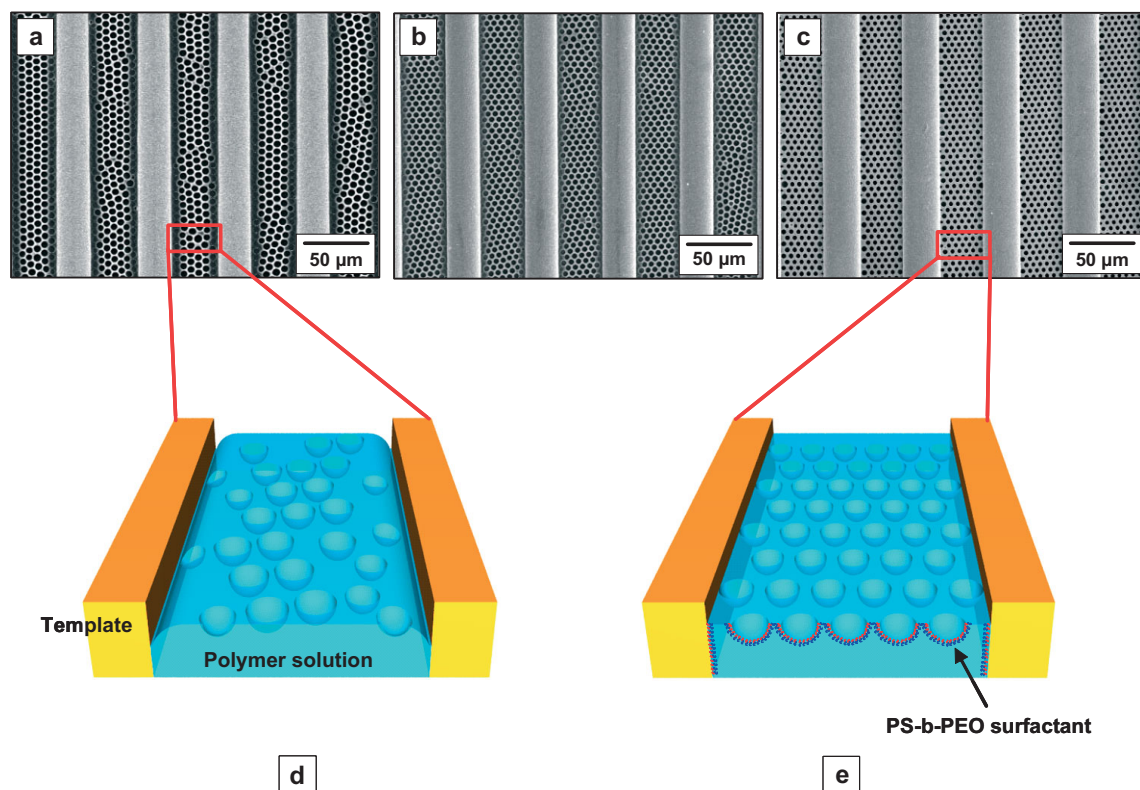 a
b
c
50 µm
50 µm
50 µm
Template
Polymer solution
PS-b-PEO surfactant
d
e